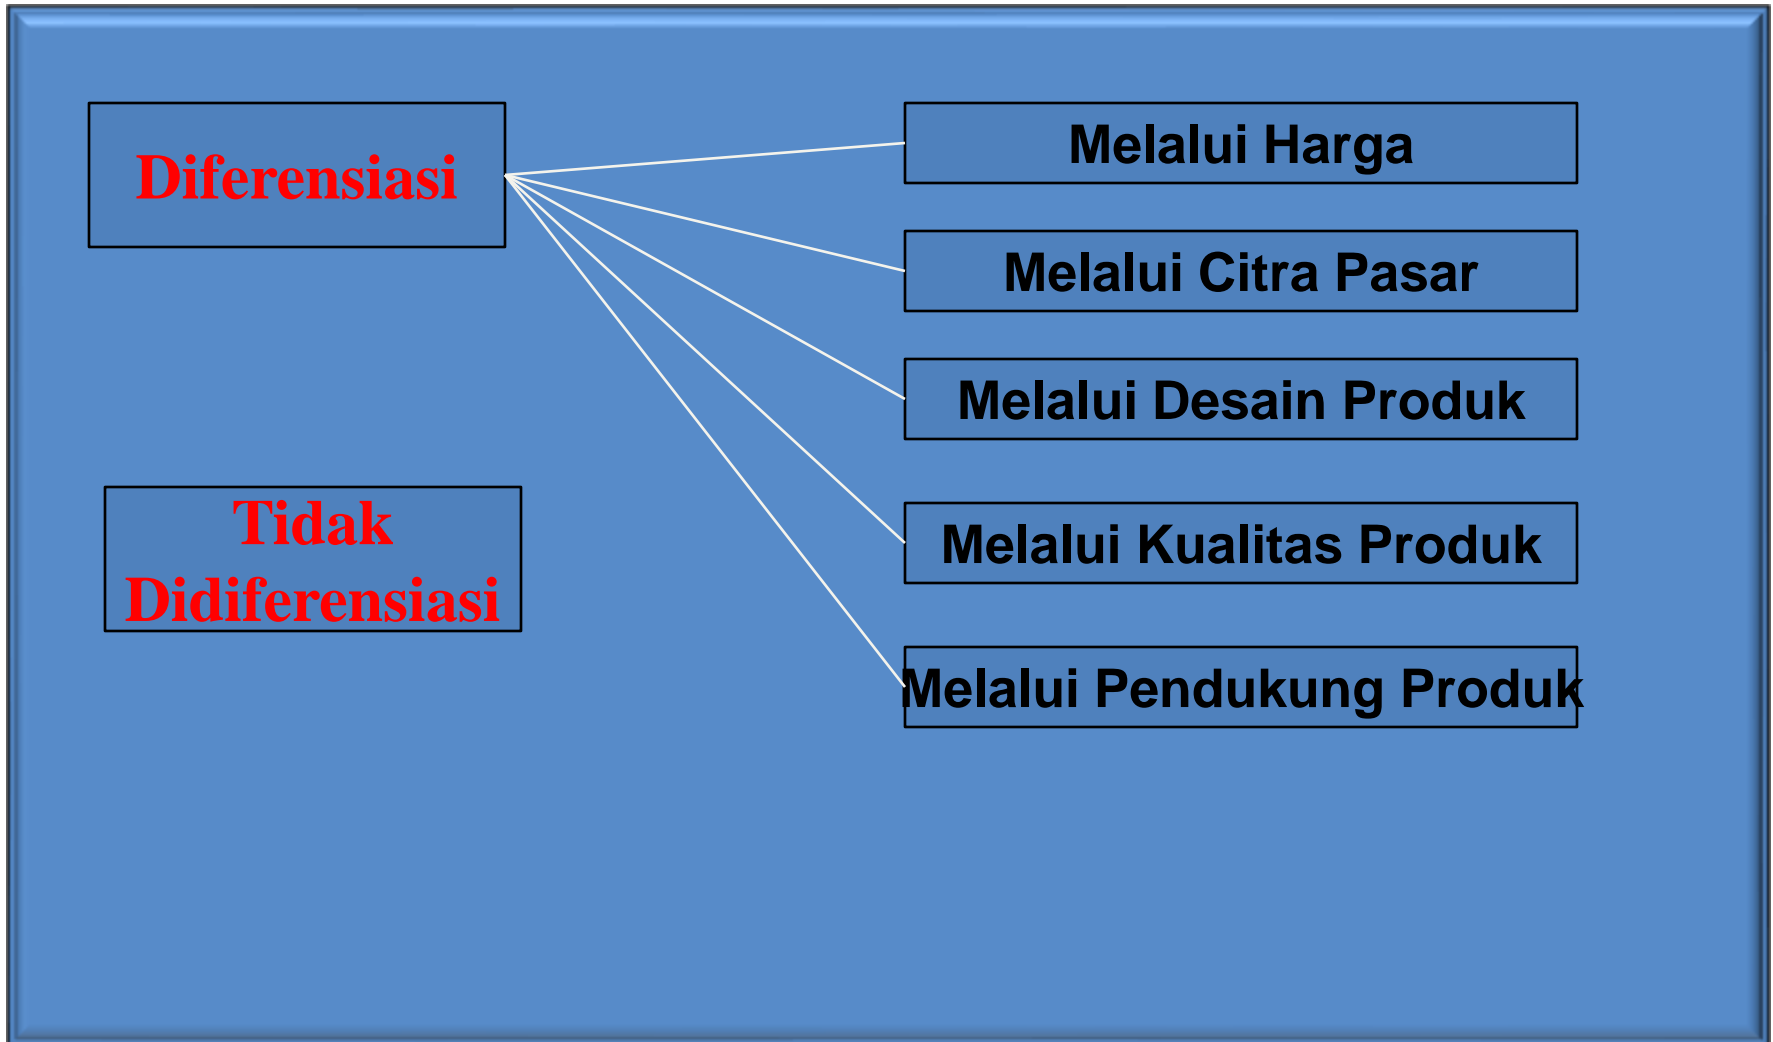 Diferensiasi
Melalui Harga
Melalui Citra Pasar
Melalui Desain Produk
Tidak
Didiferensiasi
Melalui Kualitas Produk
Melalui Pendukung Produk